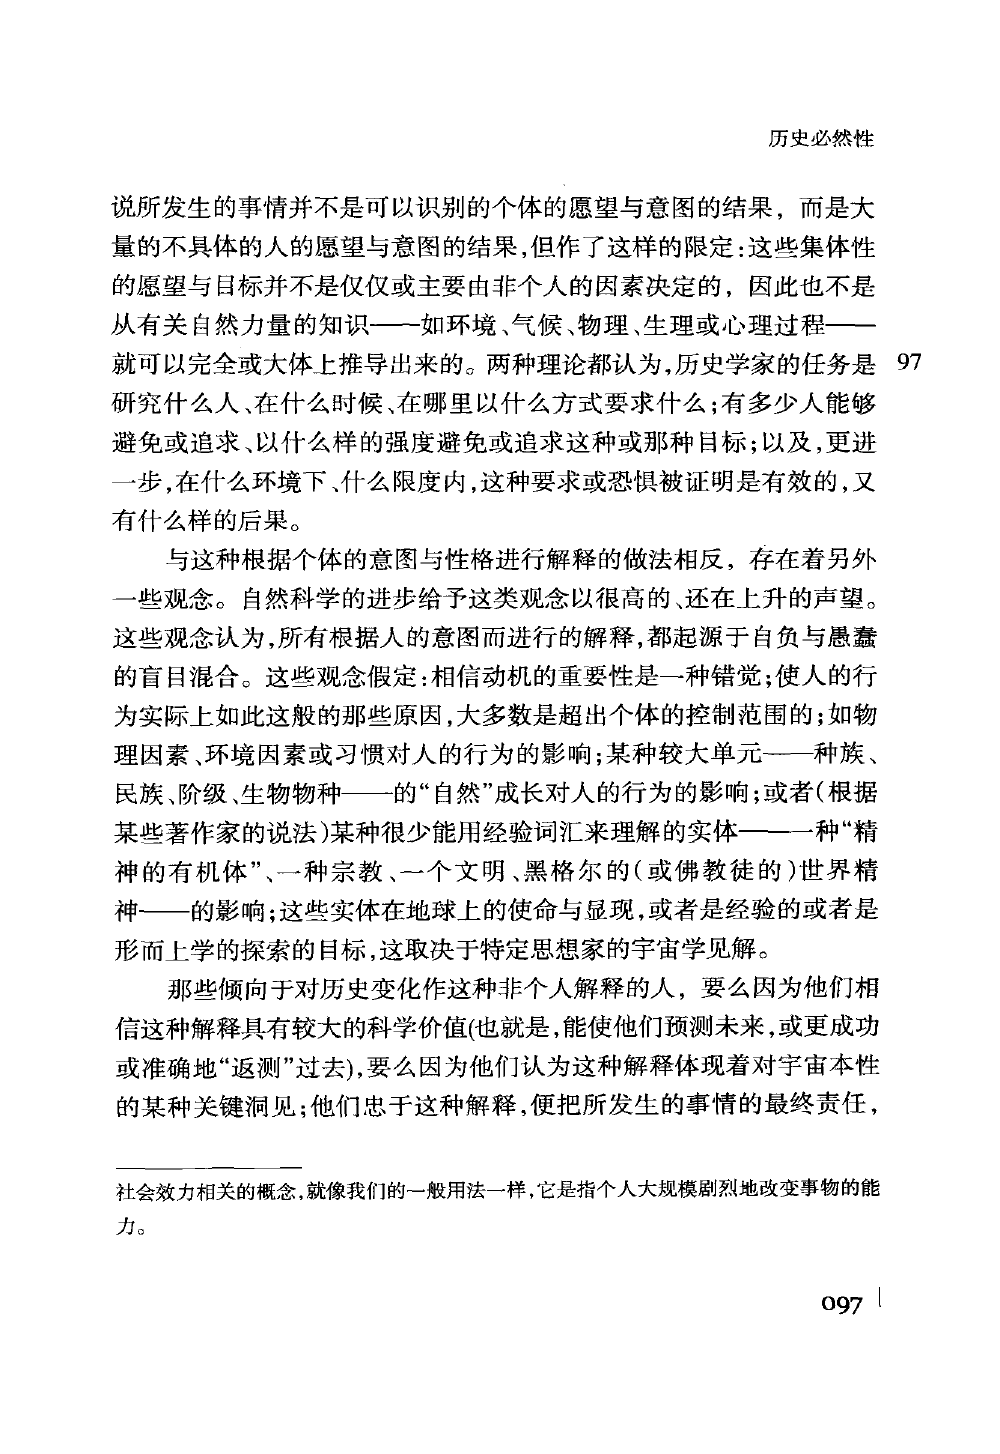 历史必然性
说所发生的事情并不是可以识别的个体的愿望与意图的结果，而是大
量的不具体的人的愿望与意图的结果,但作了这样的限定:这些集体性
的愿望与目标并不是仅仅或主要由非个人的因素决定的，因此也不是
从有关自然力量的知识——如环境、气候、物理、生理或心理过程——
就可以完全或大体上推导出来的。两种理论都认为,历史学家的任务是 97
研究什么人、在什么时候、在哪里以什么方式要求什么;有多少人能够
避免或追求、以什么样的强度避免或追求这种或那种目标;以及,更进
一步,在什么环境下、什么限度内,这种要求或恐惧被证明是有效的,又
有什么样的后果。
与这种根据个体的意图与性格进行解释的做法相反，存在着另外
一些观念。自然科学的进步给予这类观念以很高的、还在上升的声望。
这些观念认为,所有根据人的意图而进行的解释,都起源于自负与愚蠢
的盲目混合。这些观念假定:相信动机的重要性是一种错觉;使人的行
为实际上如此这般的那些原因,大多数是超出个体的控制范围的;如物
理因素、环境因素或习惯对人的行为的影响;某种较大单元——种族、
民族、阶级、生物物种——的“自然”成长对人的行为的影响;或者(根据
某些著作家的说法)某种很少能用经验词汇来理解的实体——一种“精
神的有机体”、一种宗教、一个文明、黑格尔的(或佛教徒的)世界精
神——的影响;这些实体在地球上的使命与显现,或者是经验的或者是
形而上学的探索的目标,这取决于特定思想家的宇宙学见解。
那些倾向于对历史变化作这种非个人解释的人，要么因为他们相
信这种解释具有较大的科学价值(也就是,能使他们预测未来,或更成功
或准确地“返测”过去),要么因为他们认为这种解释体现着对宇宙本性
的某种关键洞见;他们忠于这种解释,便把所发生的事情的最终责任,
社会效力相关的概念,就像我们的一般用法一样,它是指个人大规模剧烈地改变事物的能
力。
097